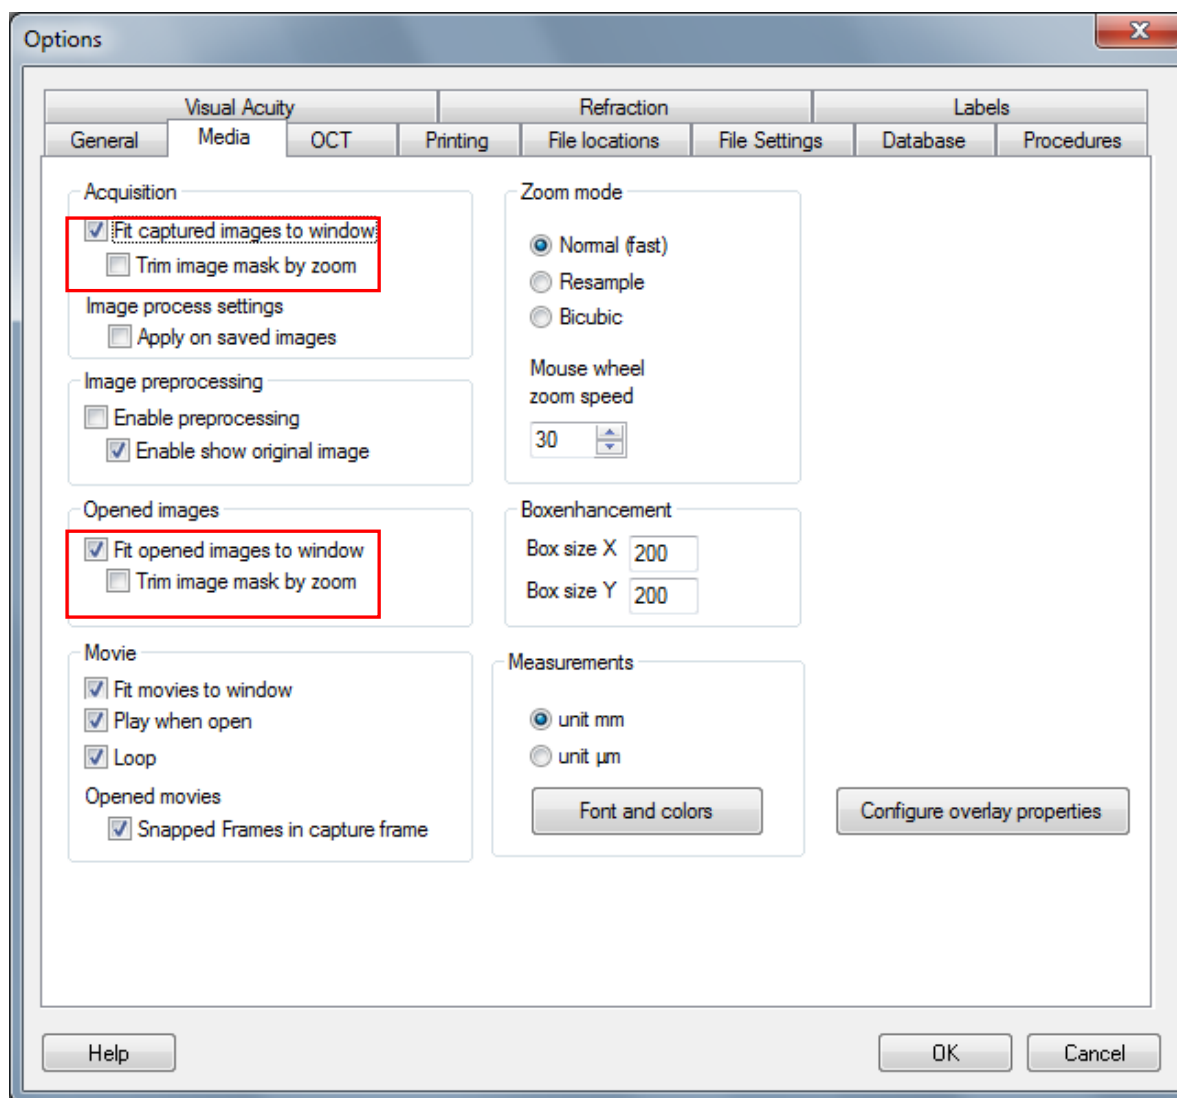 Options
Visual Acuity Refraction Labels
General Media OCT Printing File locations File Settings Database Procedures
Acquisition
Fit captured images to window
Trim image mask by zoom
Image process settings
Apply on saved images
Image preprocessing
Enable preprocessing
Enable show original image
Opened images
Fit opened images to window
Trim image mask by zoom
Movie
Fit movies to window
Play when open
Loop
Opened movies
Snapped Frames in capture frame
Zoom mode
Normal (fast)
Resample
Bicubic
Mouse wheel
zoom speed
30
Boxenhancement
Box size X 200
Box size Y 200
Measurements
unit mm
unit µm
Font and colors
Configure overlay properties
Help OK Cancel